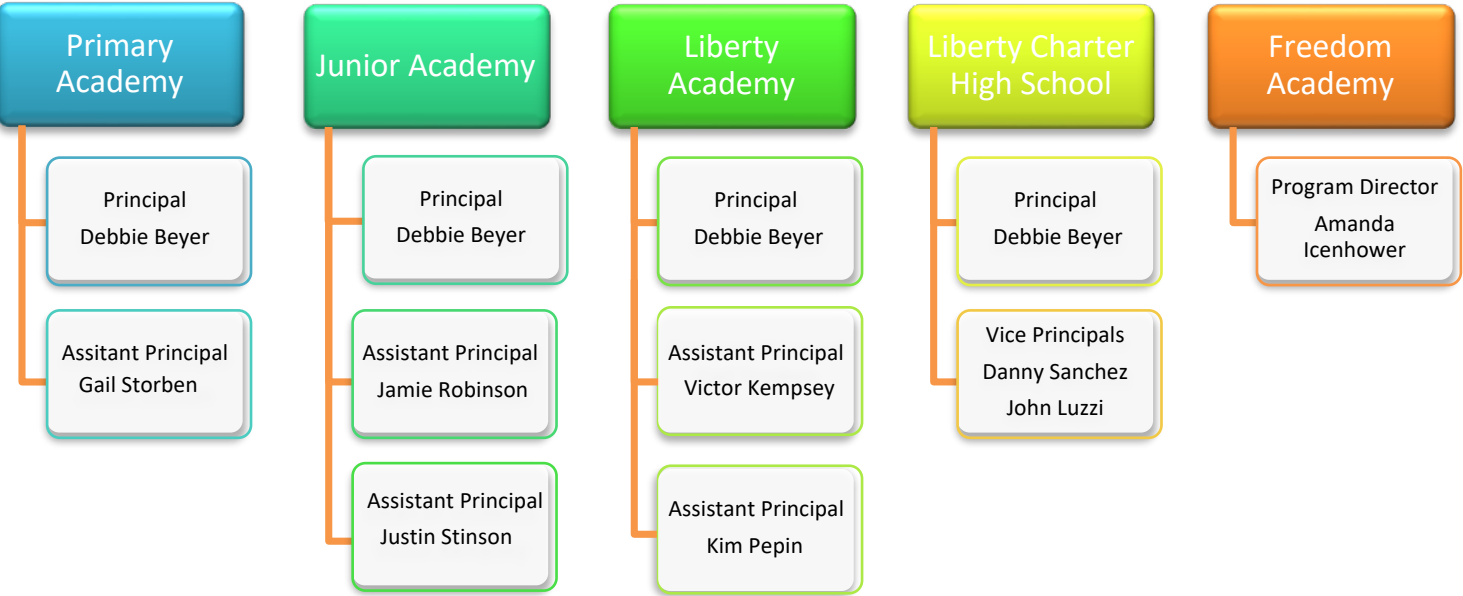 Primary
Academy
Principal
Debbie Beyer
Assitant Principal
Gail Storben
Junior Academy
Principal
Debbie Beyer
Assistant Principal
Jamie Robinson
Assistant Principal
Justin Stinson
Liberty
Academy
Principal
Debbie Beyer
Assistant Principal
Victor Kempsey
Assistant Principal
Kim Pepin
Liberty Charter
High School
Principal
Debbie Beyer
Vice Principals
Danny Sanchez
John Luzzi
Freedom
Academy
Program Director
Amanda
Icenhower